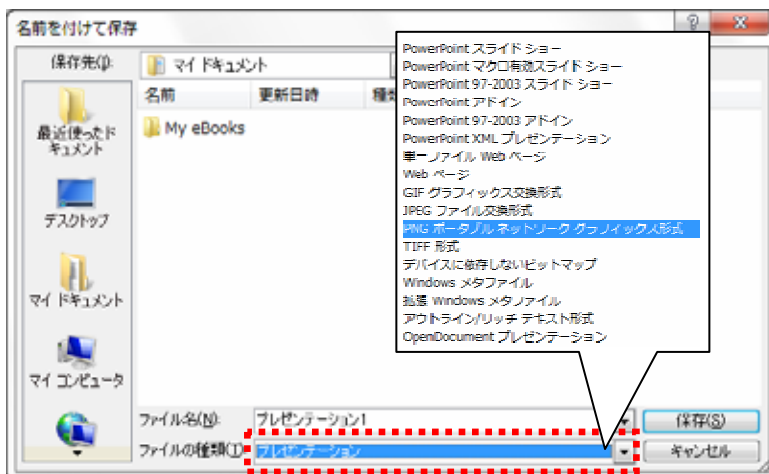 名前を付けて保存
保存先(I):
マイ ドキュメント
名前
更新日時
My eBooks
最近使ったド
キュメント
デスクトップ
マイ ドキュメント
マイ コンピュータ
PowerPoint スライド ショー
PowerPoint マクロ有効スライド ショー
PowerPoint 97-2003 スライド ショー
PowerPoint アドイン
PowerPoint 97-2003 アドイン
PowerPoint XML プレゼンテーション
単一ファイル Web ページ
Web ページ
GIF グラフィックス交換形式
JPEG ファイル交換形式
PNG ポータブル ネットワーク グラフィックス形式
TIFF 形式
デバイスに依存しないビットマップ
Windows メタファイル
拡張 Windows メタファイル
アウトライン/リッチ テキスト形式
OpenDocument プレゼンテーション
ファイル名(N):
プレゼンテーション1
保存(S)
ファイルの種類(T):
プレゼンテーション
キャンセル